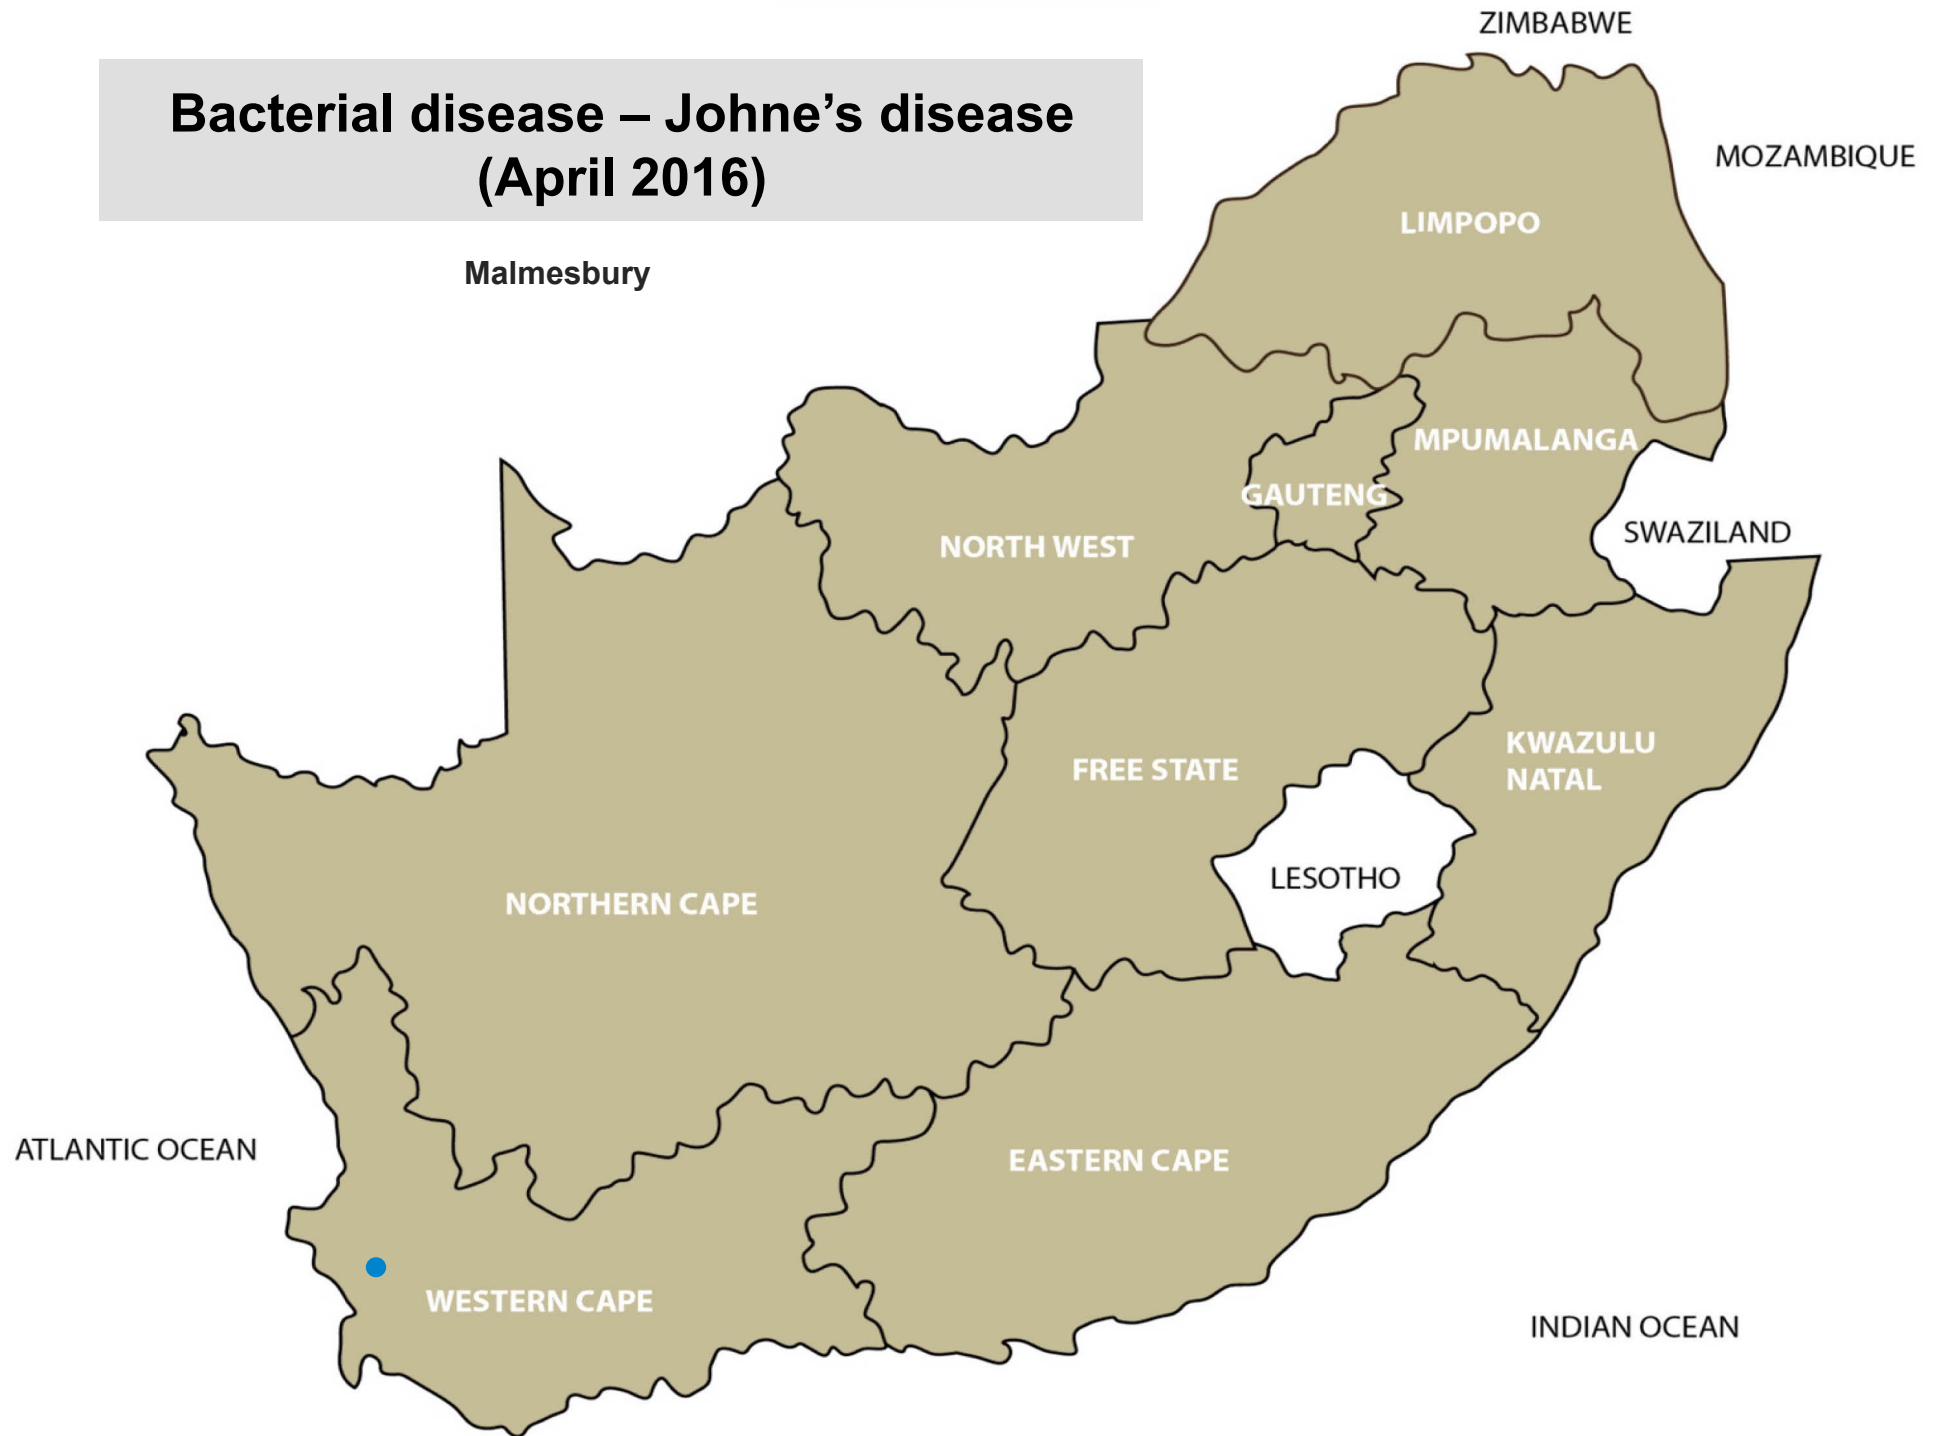 ZIMBABWE
Bacterial disease – Johne’s disease
(April 2016)
MOZAMBIQUE
LIMPOPO
Malmesbury
MPUMALANGA
GAUTENG
SWAZILAND
NORTH WEST
KWAZULU
NATAL
FREE STATE
LESOTHO
NORTHERN CAPE
ATLANTIC OCEAN
EASTERN CAPE
WESTERN CAPE
INDIAN OCEAN